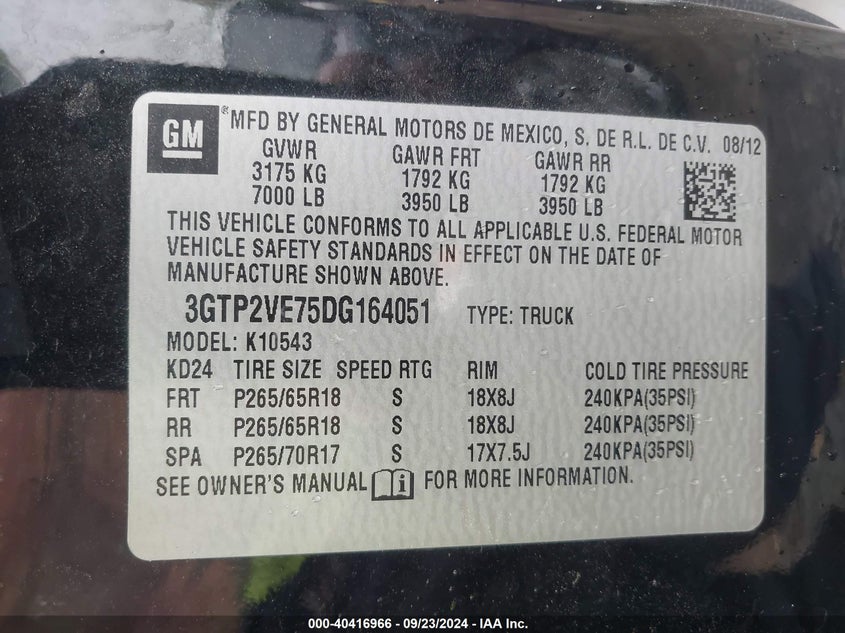 GM ® MFD BY GENERAL MOTORS DE MEXICO, S. DE R.L. DE C.V. 08/12
GVWR GAWR FRT GAWR RR
3175 KG 1792 KG 1792 KG
7000 LB 3950 LB 3950 LB
THIS VEHICLE CONFORMS TO ALL APPLICABLE U.S. FEDERAL MOTOR
VEHICLE SAFETY STANDARDS IN EFFECT ON THE DATE OF
MANUFACTURE SHOWN ABOVE.
3GTP2VE75DG164051 TYPE: TRUCK
MODEL: K10543
KD24 TIRE SIZE SPEED RTG RIM COLD TIRE PRESSURE
FRT P265/65R18 S 18X8J 240KPA(35PSI)
RR P265/65R18 S 18X8J 240KPA(35PSI)
SPA P265/70R17 S 17X7.5J 240KPA(35PSI)
SEE OWNER'S MANUAL i FOR MORE INFORMATION.
000-40416966 - 09/23/2024 - IAA Inc.